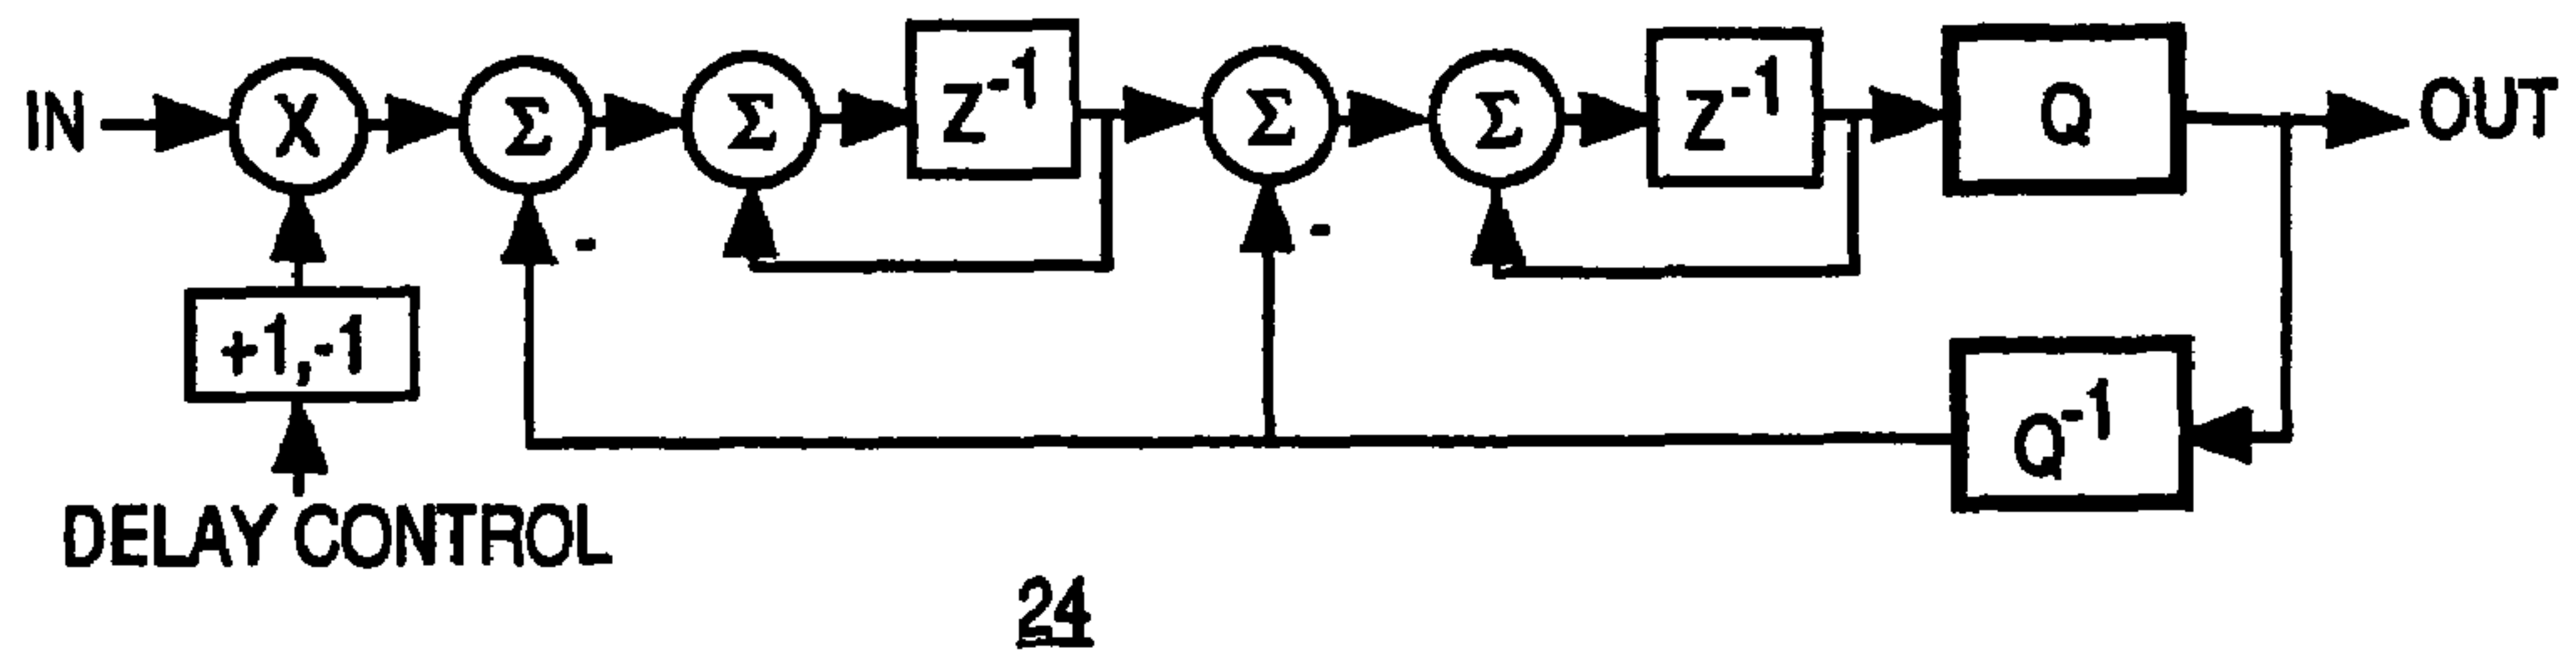 IN
X
Σ
Σ
Z⁻¹
Σ
Σ
Z⁻¹
Q
OUT
-
-
+1,-1
Q⁻¹
DELAY CONTROL
24